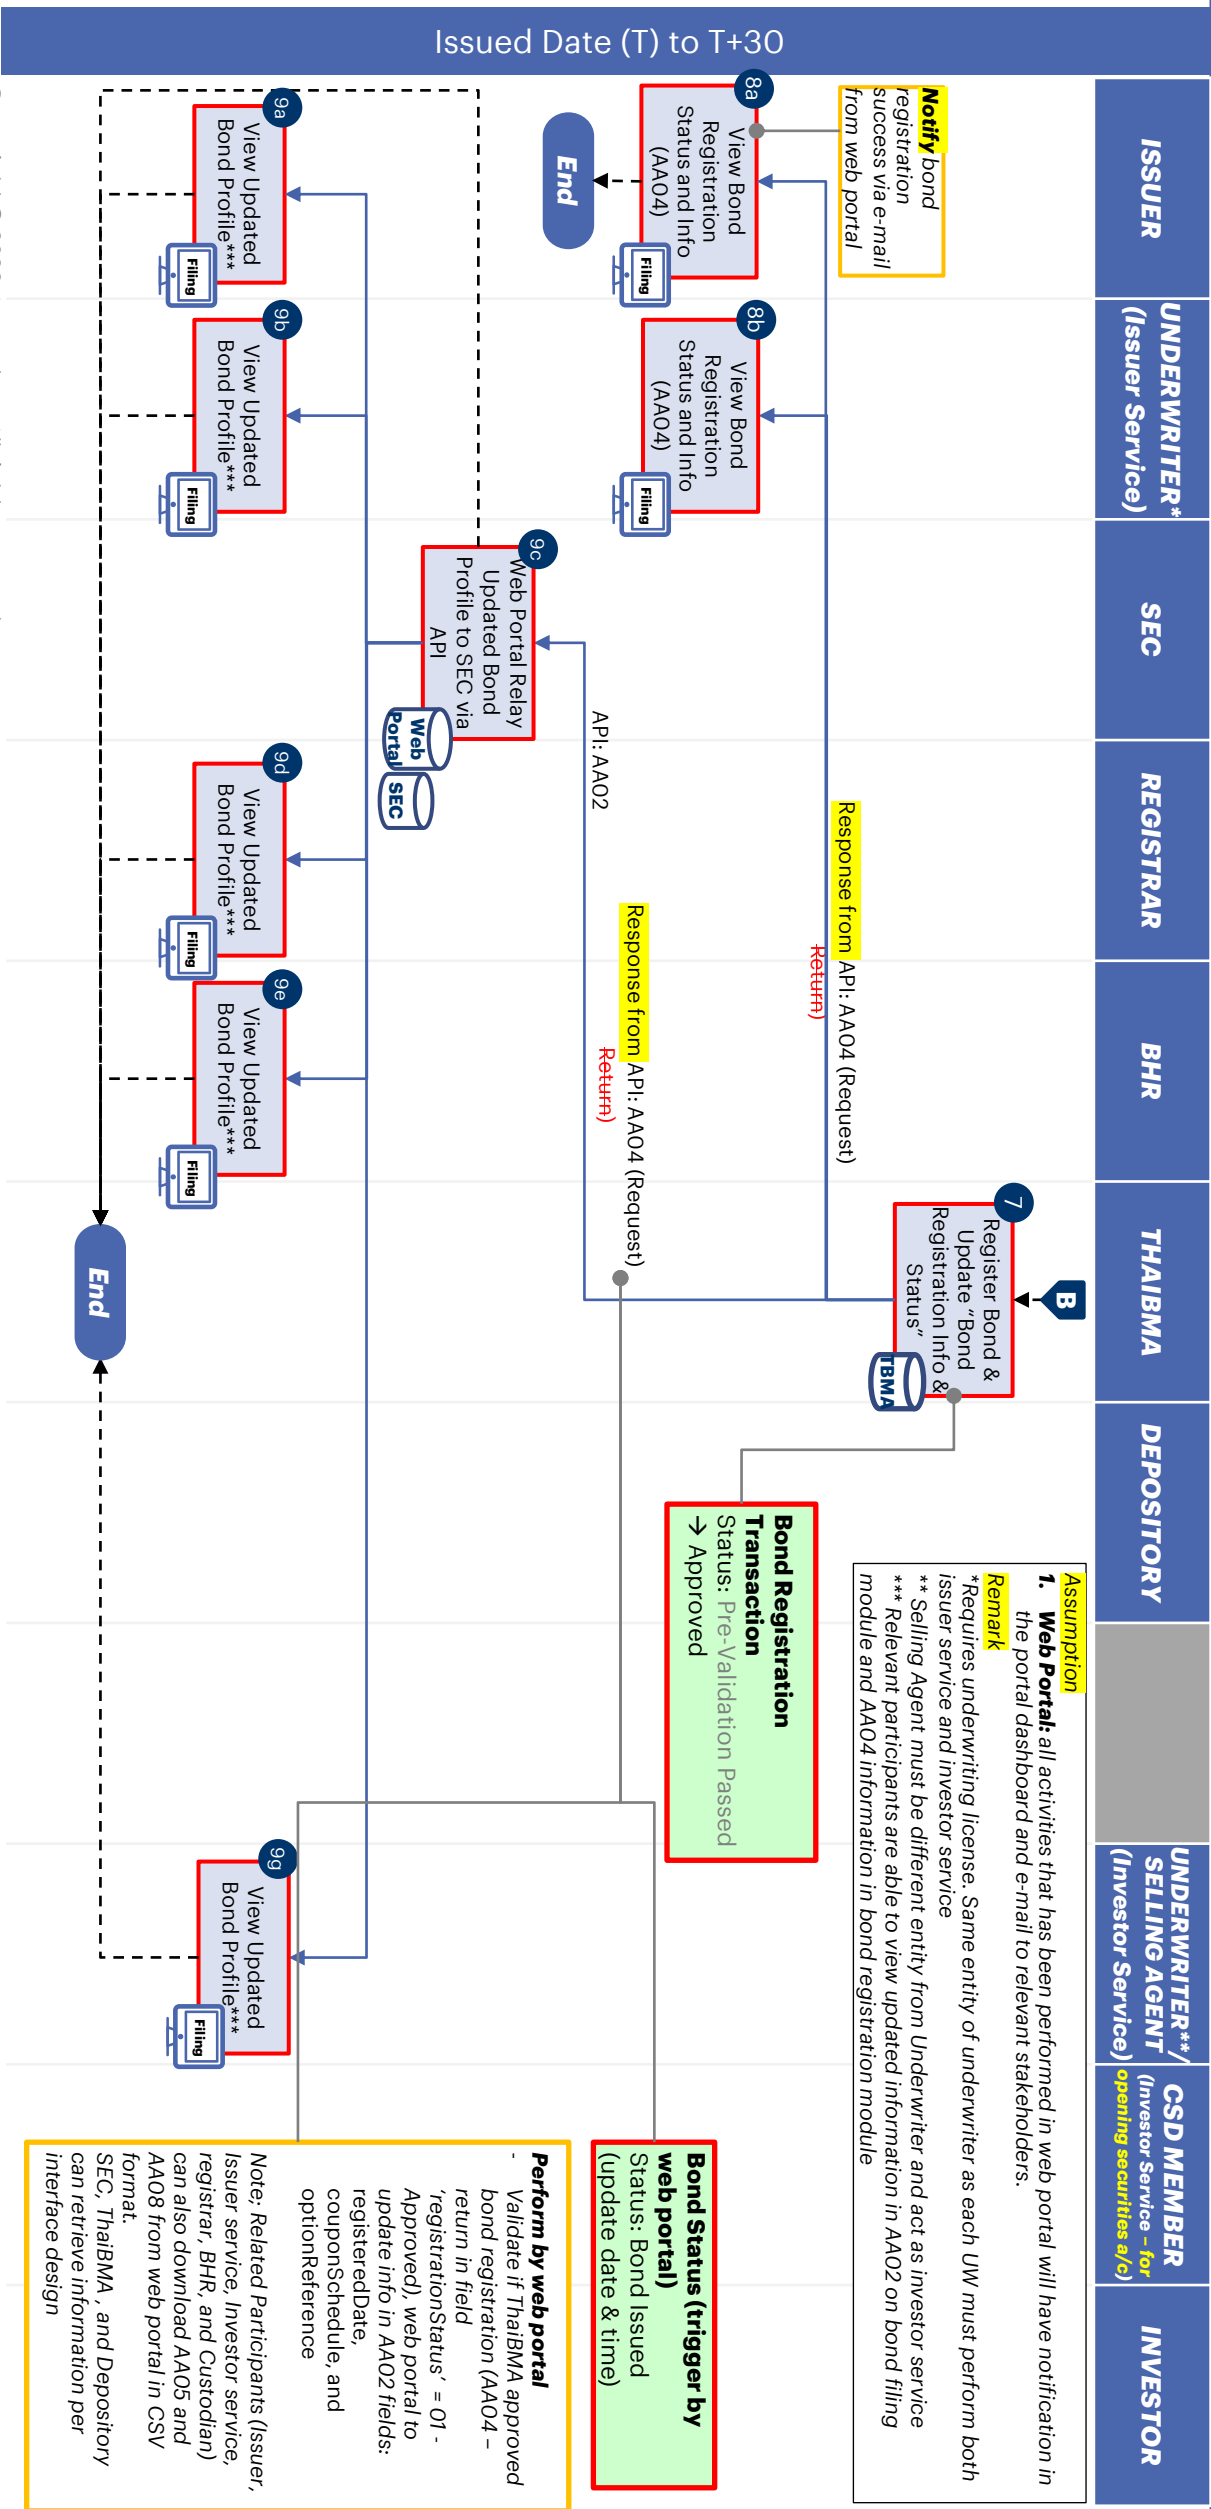 Issued Date (T) to T+30
ISSUER
UNDERWRITER*
(Issuer Service)
SEC
REGISTRAR
BHR
THAIBMA
DEPOSITORY
UNDERWRITER**/
SELLING AGENT
(Investor Service)
CSD MEMBER
(Investor Service – for
opening securities a/c)
INVESTOR
B
7
Register Bond &
Update “Bond
Registration Info &
Status”
TBMA
Assumption
1. Web Portal: all activities that has been performed in web portal will have notification in
the portal dashboard and e-mail to relevant stakeholders.
Remark
*Requires underwriting license. Same entity of underwriter as each UW must perform both
issuer service and investor service
** Selling Agent must be different entity from Underwriter and act as investor service
*** Relevant participants are able to view updated information in AA02 on bond filing
module and AA04 information in bond registration module
Notify bond
registration
success via e-mail
from web portal
8a
View Bond
Registration
Status and Info
(AA04)
Filing
End
8b
View Bond
Registration
Status and Info
(AA04)
Filing
Response from API: AA04 (Request)
Return)
Bond Registration
Transaction
Status: Pre-Validation Passed
→ Approved
Response from API: AA04 (Request)
Return)
API: AA02
9c
Web Portal Relay
Updated Bond
Profile to SEC via
API
Web
Portal
SEC
Bond Status (trigger by
web portal)
Status: Bond Issued
(update date & time)
9a
View Updated
Bond Profile***
Filing
9b
View Updated
Bond Profile***
Filing
9d
View Updated
Bond Profile***
Filing
9e
View Updated
Bond Profile***
Filing
9g
View Updated
Bond Profile***
Filing
End
Perform by web portal
- Validate if ThaiBMA approved
bond registration (AA04 –
return in field
‘registrationStatus’ = 01 -
Approved), web portal to
update info in AA02 fields:
registeredDate,
couponSchedule, and
optionReference
Note; Related Participants (Issuer,
Issuer service, Investor service,
registrar, BHR, and Custodian)
can also download AA05 and
AA08 from web portal in CSV
format.
SEC, ThaiBMA , and Depository
can retrieve information per
interface design